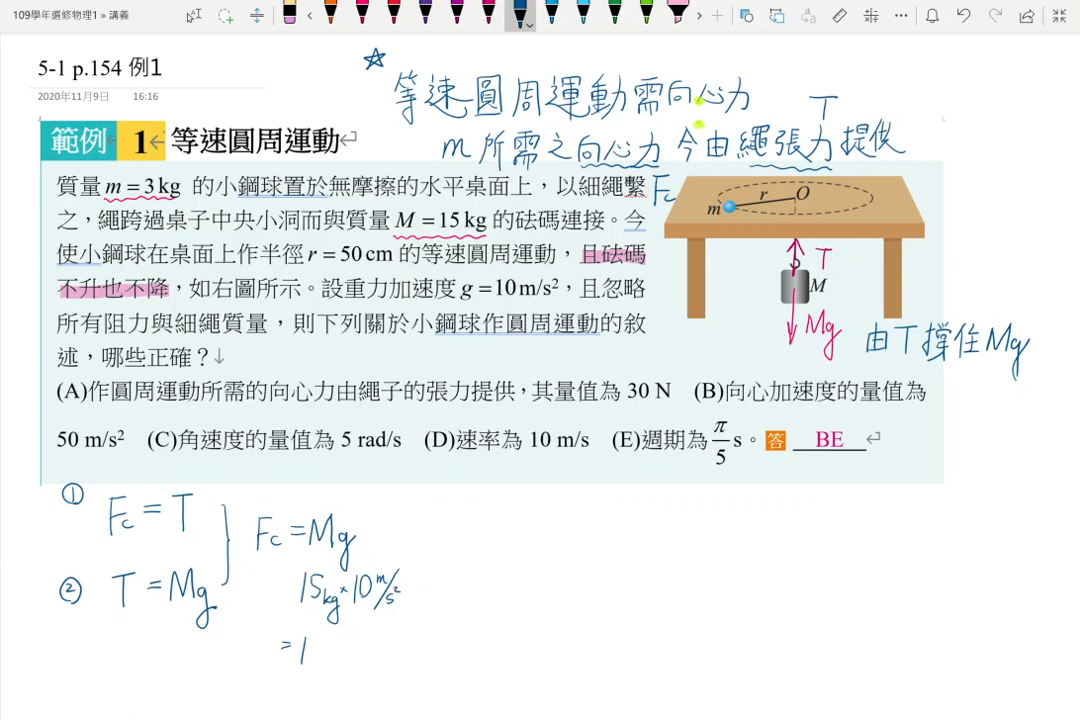 109學年選修物理1 » 講義
5-1 p.154 例1
2020年11月9日 16:16
☆
等速圓周運動需向心力
m所需之向心力 今由繩張力提供
T
Fc
範例 1 等速圓周運動
質量 m = 3 kg 的小鋼球置於無摩擦的水平桌面上，以細繩繫
之，繩跨過桌子中央小洞而與質量 M = 15 kg 的砝碼連接。今
使小鋼球在桌面上作半徑 r = 50 cm 的等速圓周運動，且砝碼
不升也不降，如右圖所示。設重力加速度 g = 10 m/s²，且忽略
所有阻力與細繩質量，則下列關於小鋼球作圓周運動的敘
述，哪些正確？↓
(A)作圓周運動所需的向心力由繩子的張力提供，其量值為 30 N (B)向心加速度的量值為
50 m/s² (C)角速度的量值為 5 rad/s (D)速率為 10 m/s (E)週期為 π/5 s。答 BE
m r O
T
M
Mg
由T撐住Mg
① Fc = T
② T = Mg
Fc = Mg
15kg × 10 m/s²
= 1